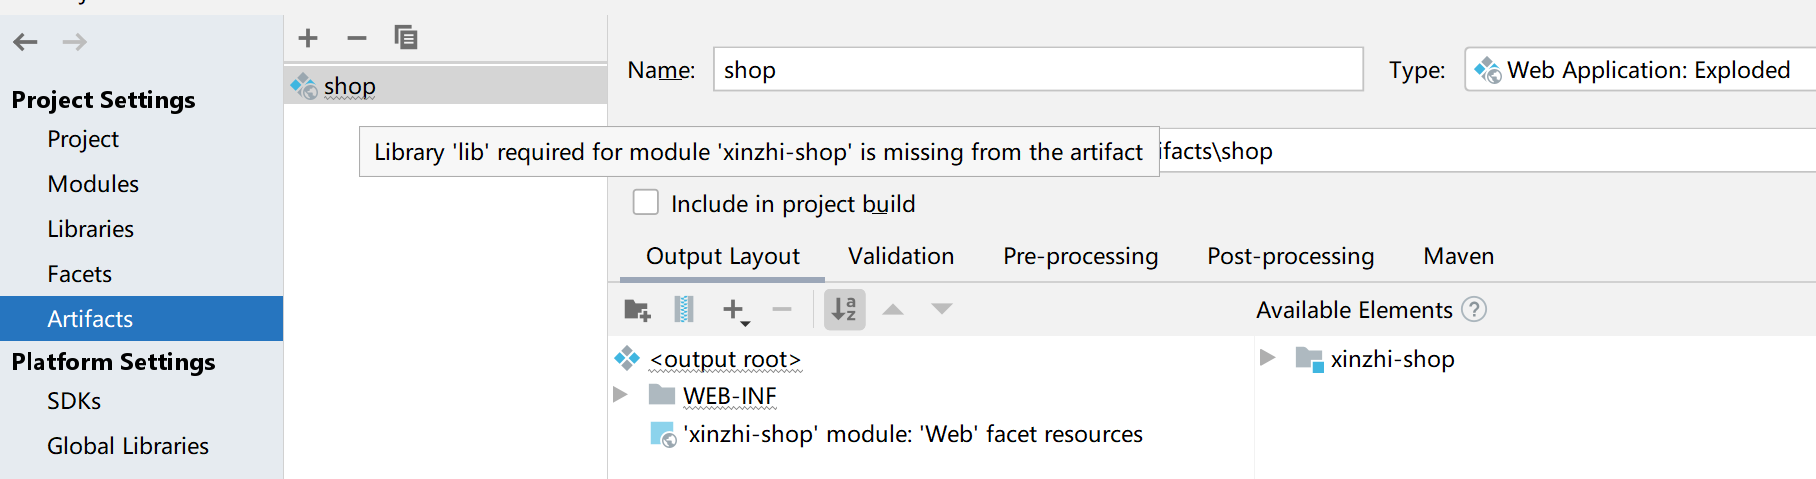 Project Settings
Project
Modules
Libraries
Facets
Artifacts
Platform Settings
SDKs
Global Libraries
shop
Name: shop
Type: Web Application: Exploded
Library 'lib' required for module 'xinzhi-shop' is missing from the artifact
ifacts\shop
Include in project build
Output Layout Validation Pre-processing Post-processing Maven
Available Elements ?
<output root>
WEB-INF
'xinzhi-shop' module: 'Web' facet resources
xinzhi-shop